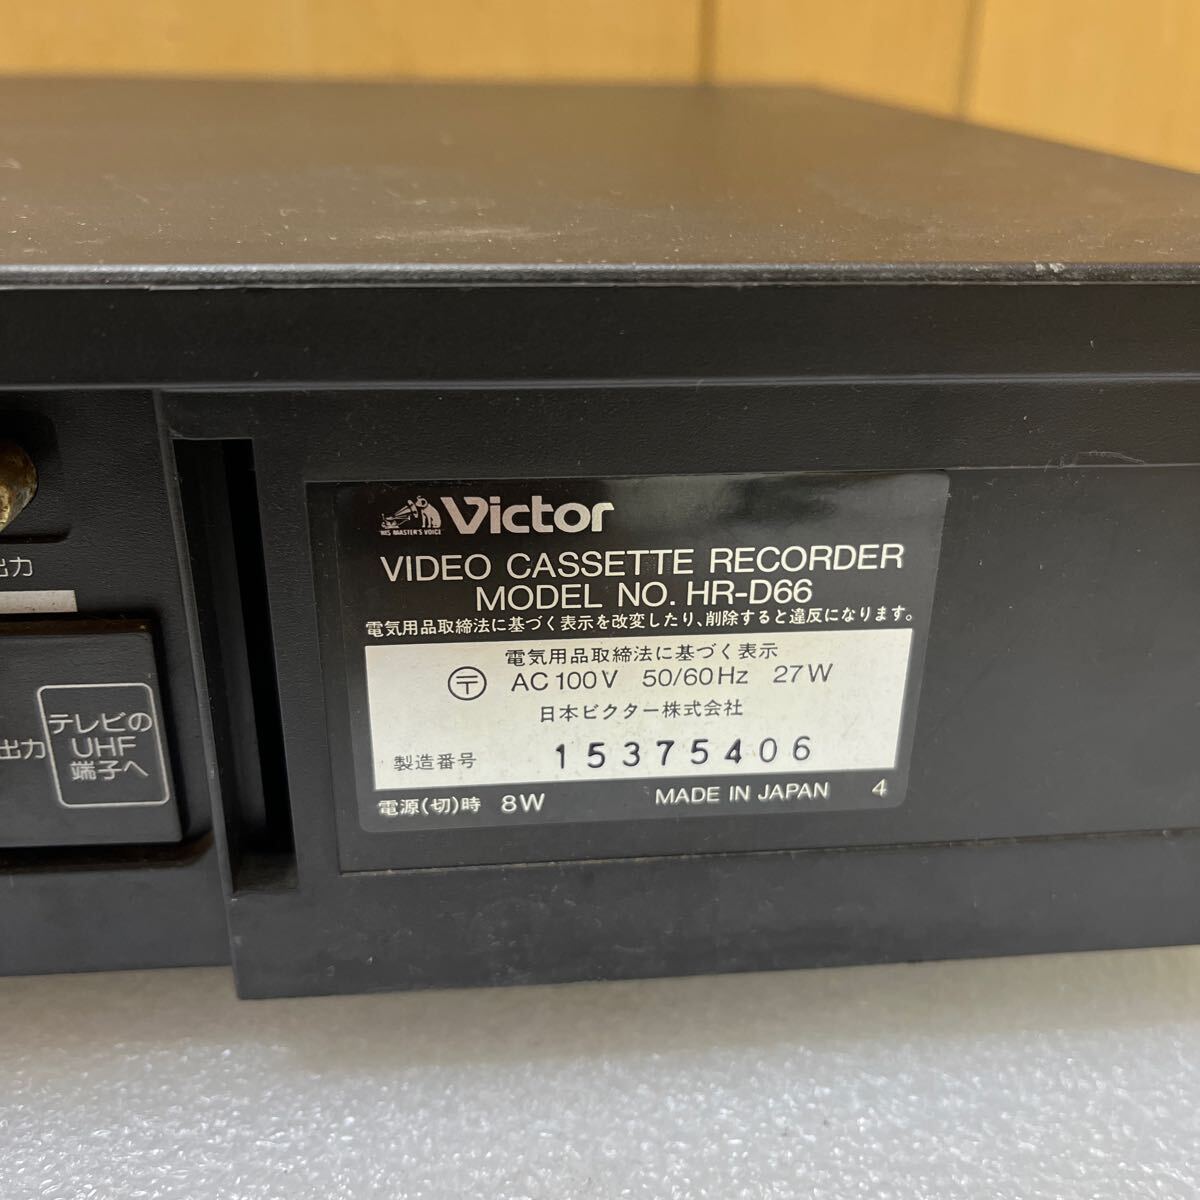 出力
出力
テレビの
UHF
端子へ
HIS MASTER'S VOICE
Victor
VIDEO CASSETTE RECORDER
MODEL NO. HR-D66
電気用品取締法に基づく表示を改変したり、削除すると違反になります。
電気用品取締法に基づく表示
〒 AC 100V 50/60Hz 27W
日本ビクター株式会社
製造番号 15375406
電源(切)時 8W MADE IN JAPAN 4